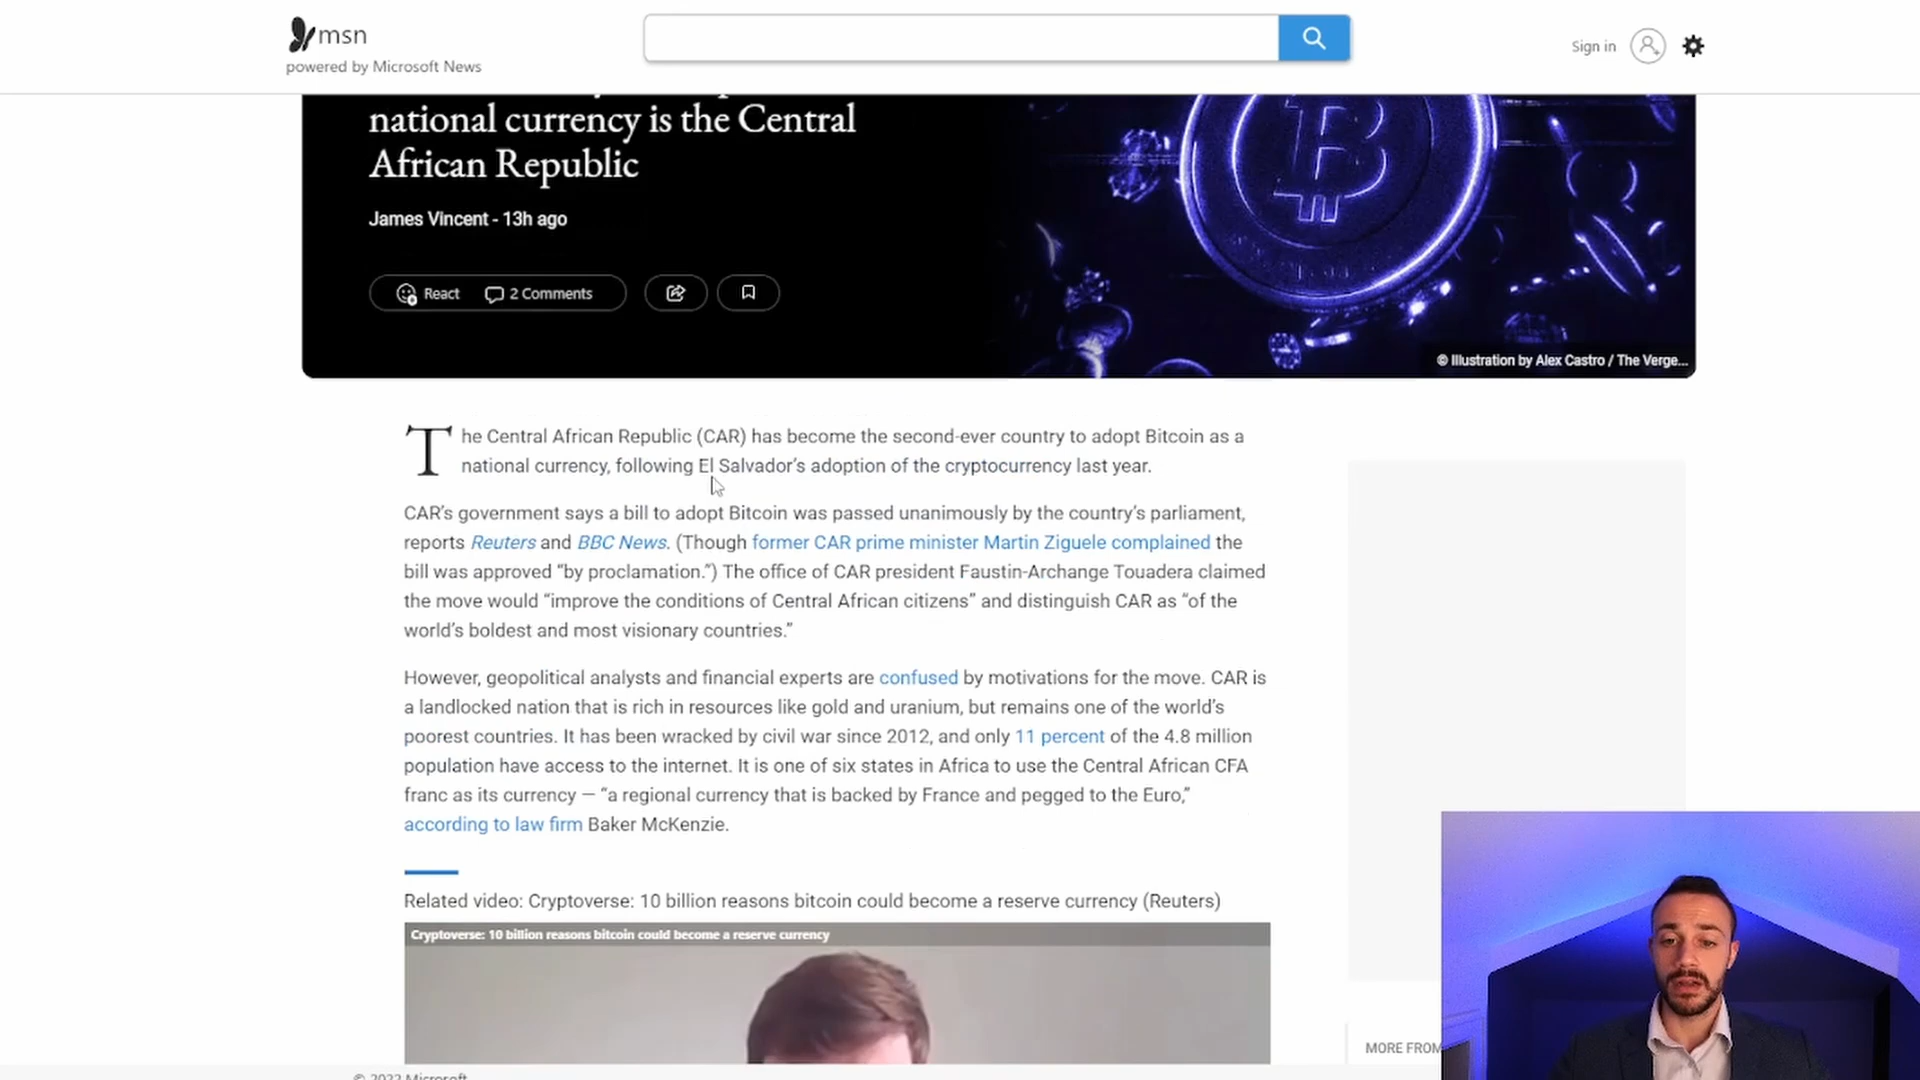 msn
powered by Microsoft News
Sign in
national currency is the Central
African Republic
James Vincent - 13h ago
React
2 Comments
© Illustration by Alex Castro / The Verge...
The Central African Republic (CAR) has become the second-ever country to adopt Bitcoin as a
national currency, following El Salvador’s adoption of the cryptocurrency last year.
CAR’s government says a bill to adopt Bitcoin was passed unanimously by the country’s parliament,
reports Reuters and BBC News. (Though former CAR prime minister Martin Ziguele complained the
bill was approved “by proclamation.”) The office of CAR president Faustin-Archange Touadera claimed
the move would “improve the conditions of Central African citizens” and distinguish CAR as “of the
world’s boldest and most visionary countries.”
However, geopolitical analysts and financial experts are confused by motivations for the move. CAR is
a landlocked nation that is rich in resources like gold and uranium, but remains one of the world’s
poorest countries. It has been wracked by civil war since 2012, and only 11 percent of the 4.8 million
population have access to the internet. It is one of six states in Africa to use the Central African CFA
franc as its currency — “a regional currency that is backed by France and pegged to the Euro,”
according to law firm Baker McKenzie.
Related video: Cryptoverse: 10 billion reasons bitcoin could become a reserve currency (Reuters)
Cryptoverse: 10 billion reasons bitcoin could become a reserve currency
MORE FROM
© 2022 Microsoft